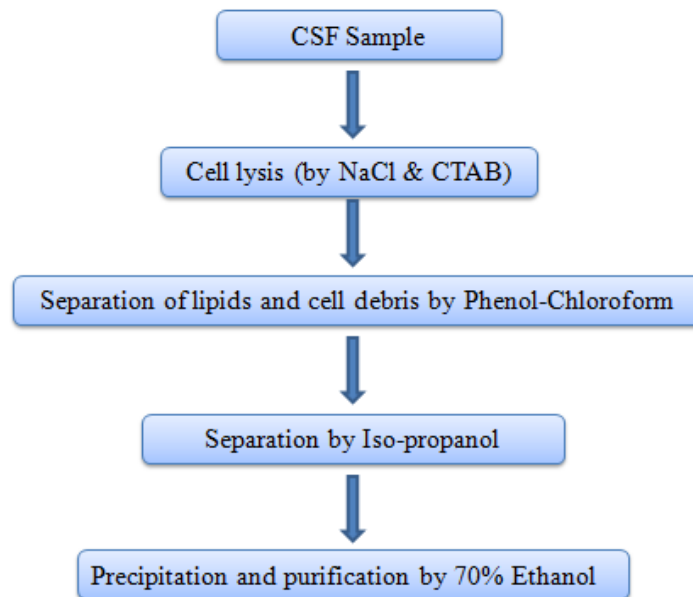 CSF Sample
Cell lysis (by NaCl & CTAB)
Separation of lipids and cell debris by Phenol-Chloroform
Separation by Iso-propanol
Precipitation and purification by 70% Ethanol